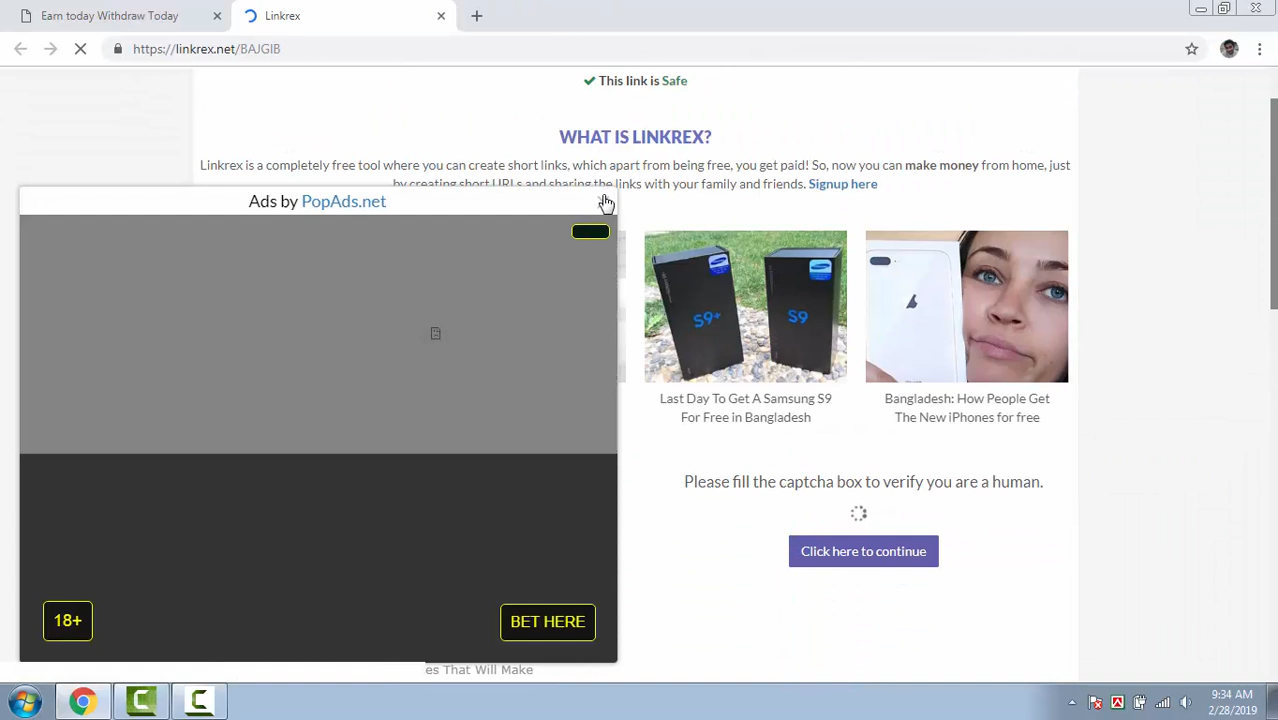 Earn today Withdraw Today
Linkrex
https://linkrex.net/BAJGIB
This link is Safe
WHAT IS LINKREX?
Linkrex is a completely free tool where you can create short links, which apart from being free, you get paid! So, now you can make money from home, just
by creating short URLs and sharing the links with your family and friends. Signup here
Ads by PopAds.net
S9+
S9
Last Day To Get A Samsung S9
For Free in Bangladesh
Bangladesh: How People Get
The New iPhones for free
Please fill the captcha box to verify you are a human.
Click here to continue
18+
BET HERE
es That Will Make
9:34 AM
2/28/2019